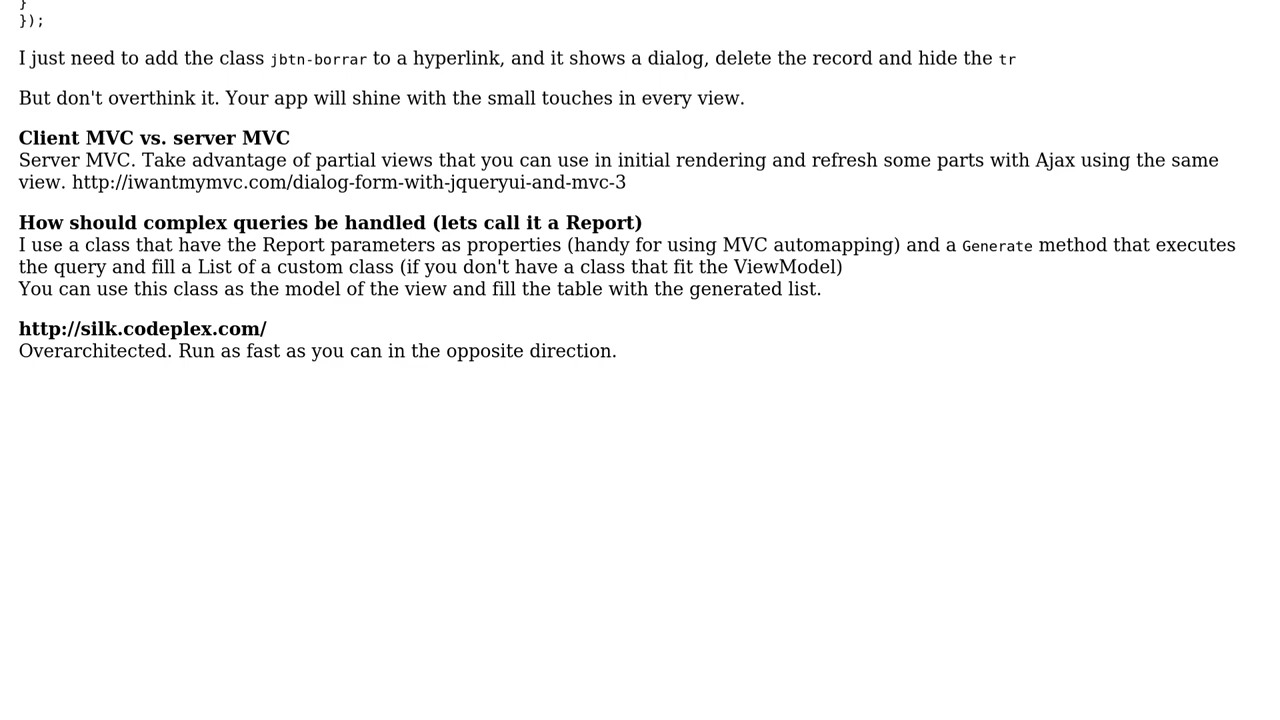 }
});
I just need to add the class jbtn-borrar to a hyperlink, and it shows a dialog, delete the record and hide the tr
But don't overthink it. Your app will shine with the small touches in every view.
Client MVC vs. server MVC
Server MVC. Take advantage of partial views that you can use in initial rendering and refresh some parts with Ajax using the same
view. http://iwantmymvc.com/dialog-form-with-jqueryui-and-mvc-3
How should complex queries be handled (lets call it a Report)
I use a class that have the Report parameters as properties (handy for using MVC automapping) and a Generate method that executes
the query and fill a List of a custom class (if you don't have a class that fit the ViewModel)
You can use this class as the model of the view and fill the table with the generated list.
http://silk.codeplex.com/
Overarchitected. Run as fast as you can in the opposite direction.